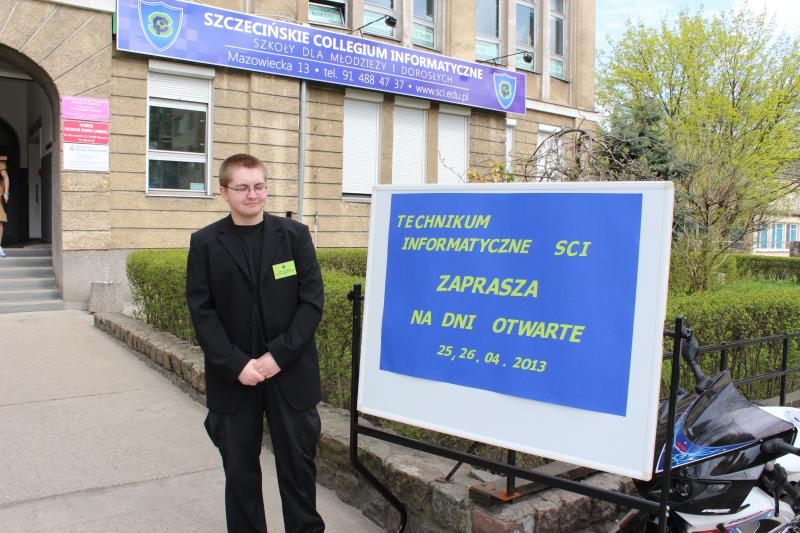 SZCZECIŃSKIE COLLEGIUM INFORMATYCZNE
SZKOŁY DLA MŁODZIEŻY I DOROSŁYCH
Mazowiecka 13 • tel. 91 488 47 37 • www.sci.edu.pl
TECHNIKUM
INFORMATYCZNE SCI
ZAPRASZA
NA DNI OTWARTE
25, 26. 04. 2013